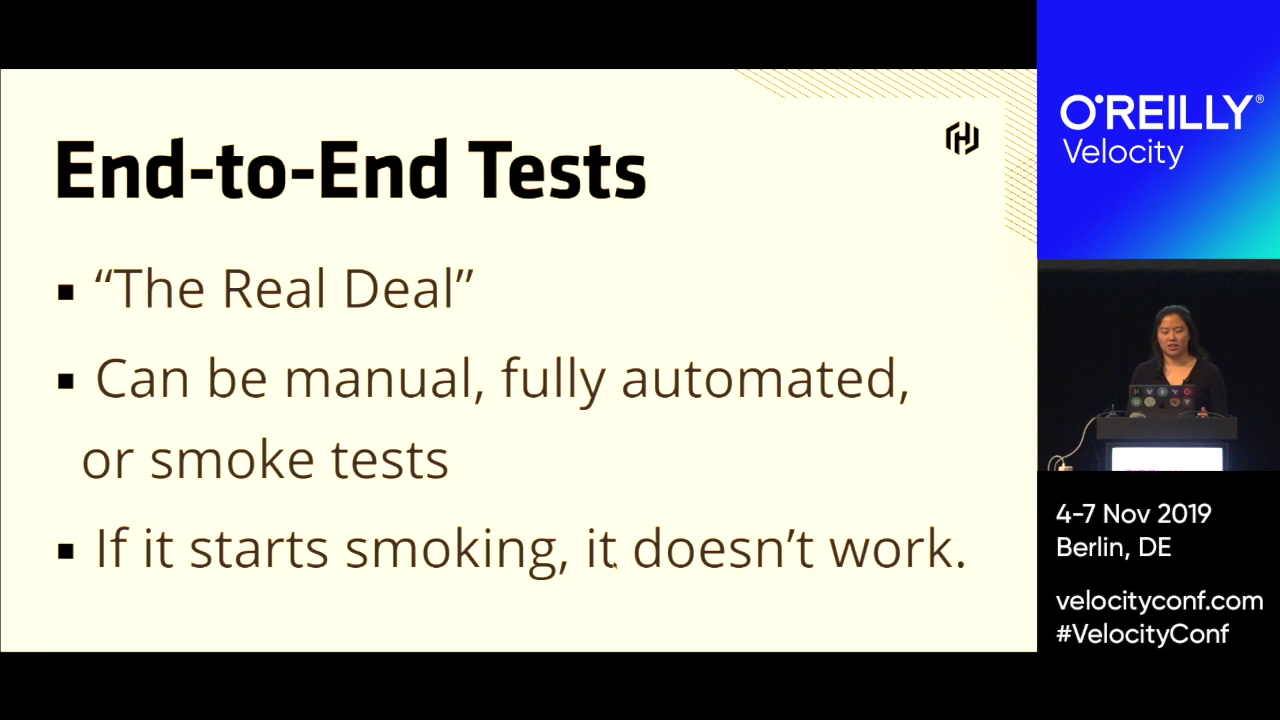 End-to-End Tests
▪ “The Real Deal”
▪ Can be manual, fully automated,
or smoke tests
▪ If it starts smoking, it doesn’t work.
O'REILLY®
Velocity
4-7 Nov 2019
Berlin, DE
velocityconf.com
#VelocityConf